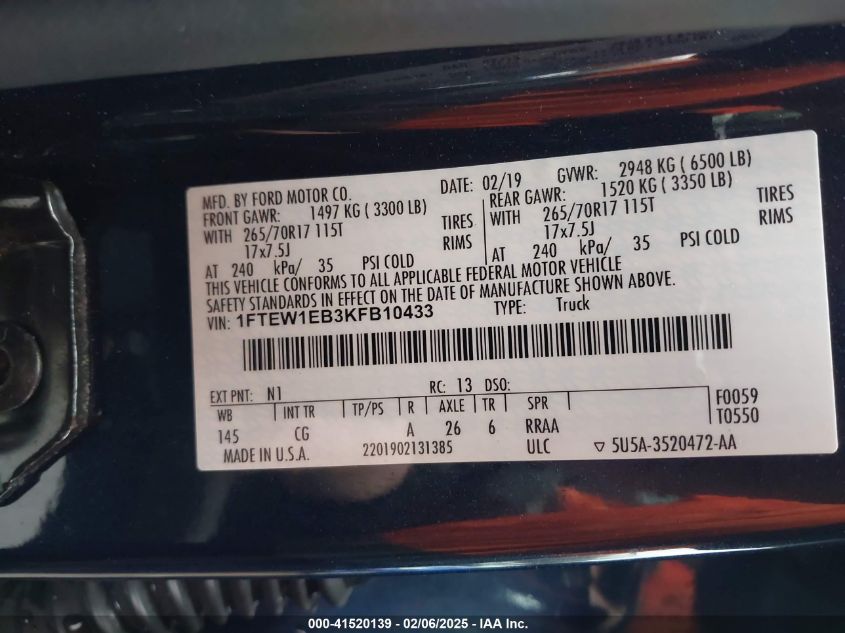 MFD. BY FORD MOTOR CO. DATE: 02/19 GVWR: 2948 KG ( 6500 LB)
FRONT GAWR: 1497 KG ( 3300 LB) REAR GAWR: 1520 KG ( 3350 LB)
WITH 265/70R17 115T TIRES WITH 265/70R17 115T TIRES
17x7.5J RIMS 17x7.5J RIMS
AT 240 kPa/ 35 PSI COLD AT 240 kPa/ 35 PSI COLD
THIS VEHICLE CONFORMS TO ALL APPLICABLE FEDERAL MOTOR VEHICLE
SAFETY STANDARDS IN EFFECT ON THE DATE OF MANUFACTURE SHOWN ABOVE.
VIN: 1FTEW1EB3KFB10433 TYPE: Truck
EXT PNT: N1 RC: 13 DSO:
WB INT TR TP/PS R AXLE TR SPR F0059
145 CG A 26 6 RRAA T0550
MADE IN U.S.A. 2201902131385 ULC ▽ 5U5A-3520472-AA
000-41520139 - 02/06/2025 - IAA Inc.